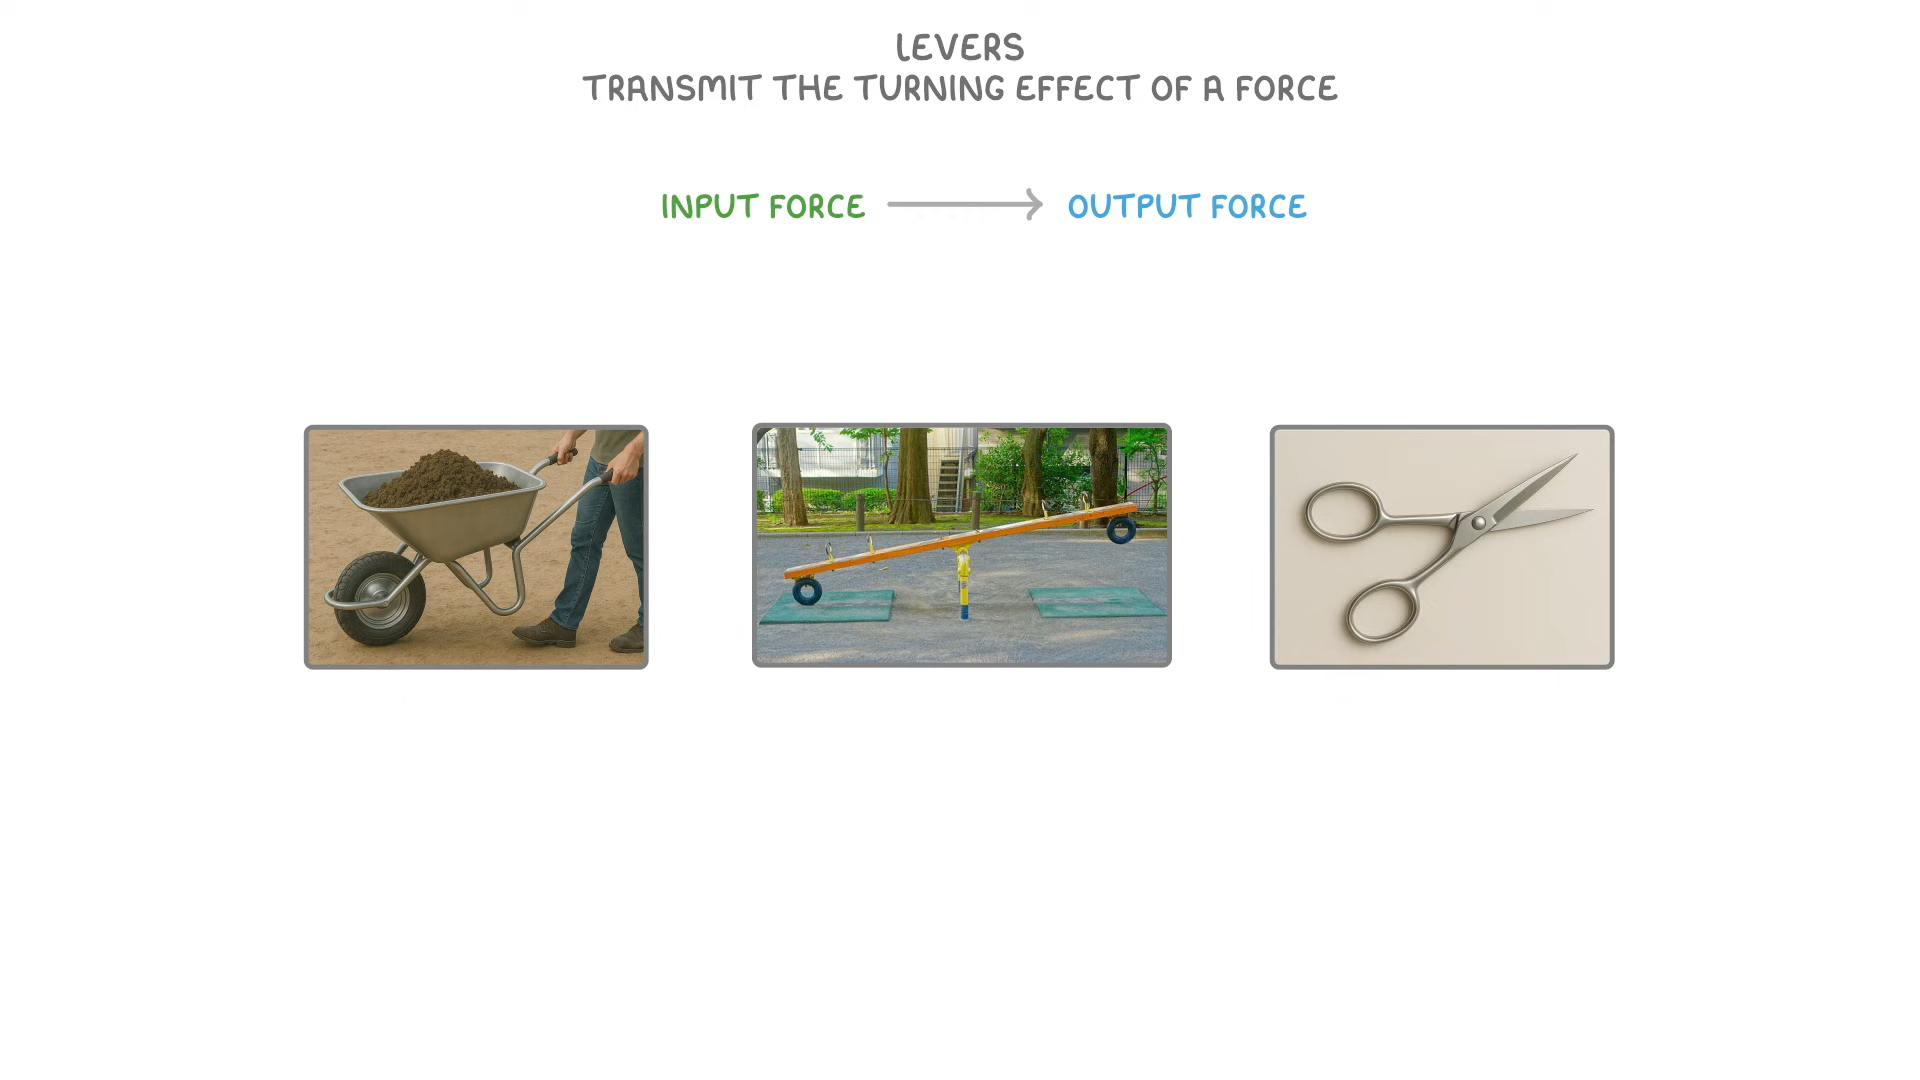 LEVERS
TRANSMIT THE TURNING EFFECT OF A FORCE
INPUT FORCE
OUTPUT FORCE